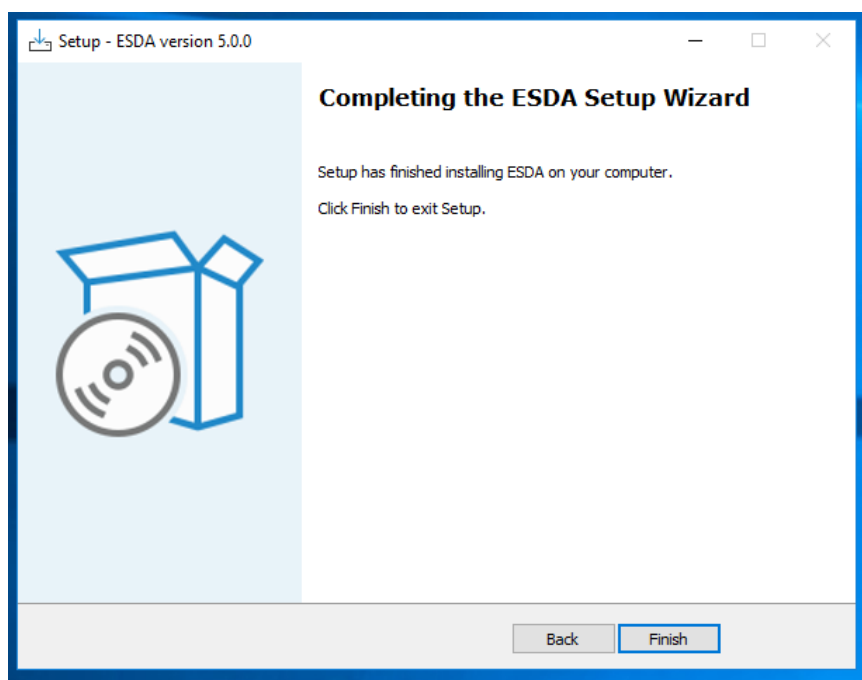 Setup - ESDA version 5.0.0
Completing the ESDA Setup Wizard
Setup has finished installing ESDA on your computer.
Click Finish to exit Setup.
Back
Finish